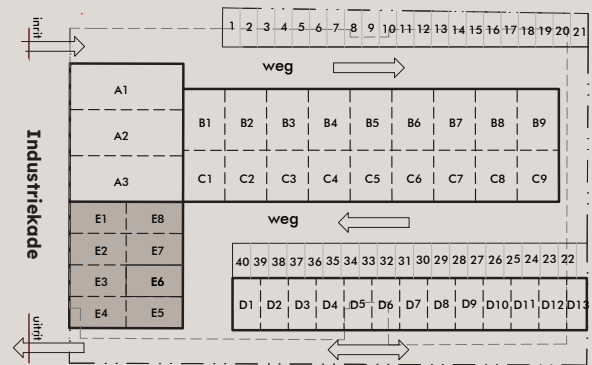 inrit
1 2 3 4 5 6 7 8 9 10 11 12 13 14 15 16 17 18 19 20 21
weg
A1
A2
A3
B1 B2 B3 B4 B5 B6 B7 B8 B9
C1 C2 C3 C4 C5 C6 C7 C8 C9
Industriekade
E1 E8
E2 E7
E3 E6
E4 E5
weg
40 39 38 37 36 35 34 33 32 31 30 29 28 27 26 25 24 23 22
D1 D2 D3 D4 D5 D6 D7 D8 D9 D10 D11 D12 D13
uitrit